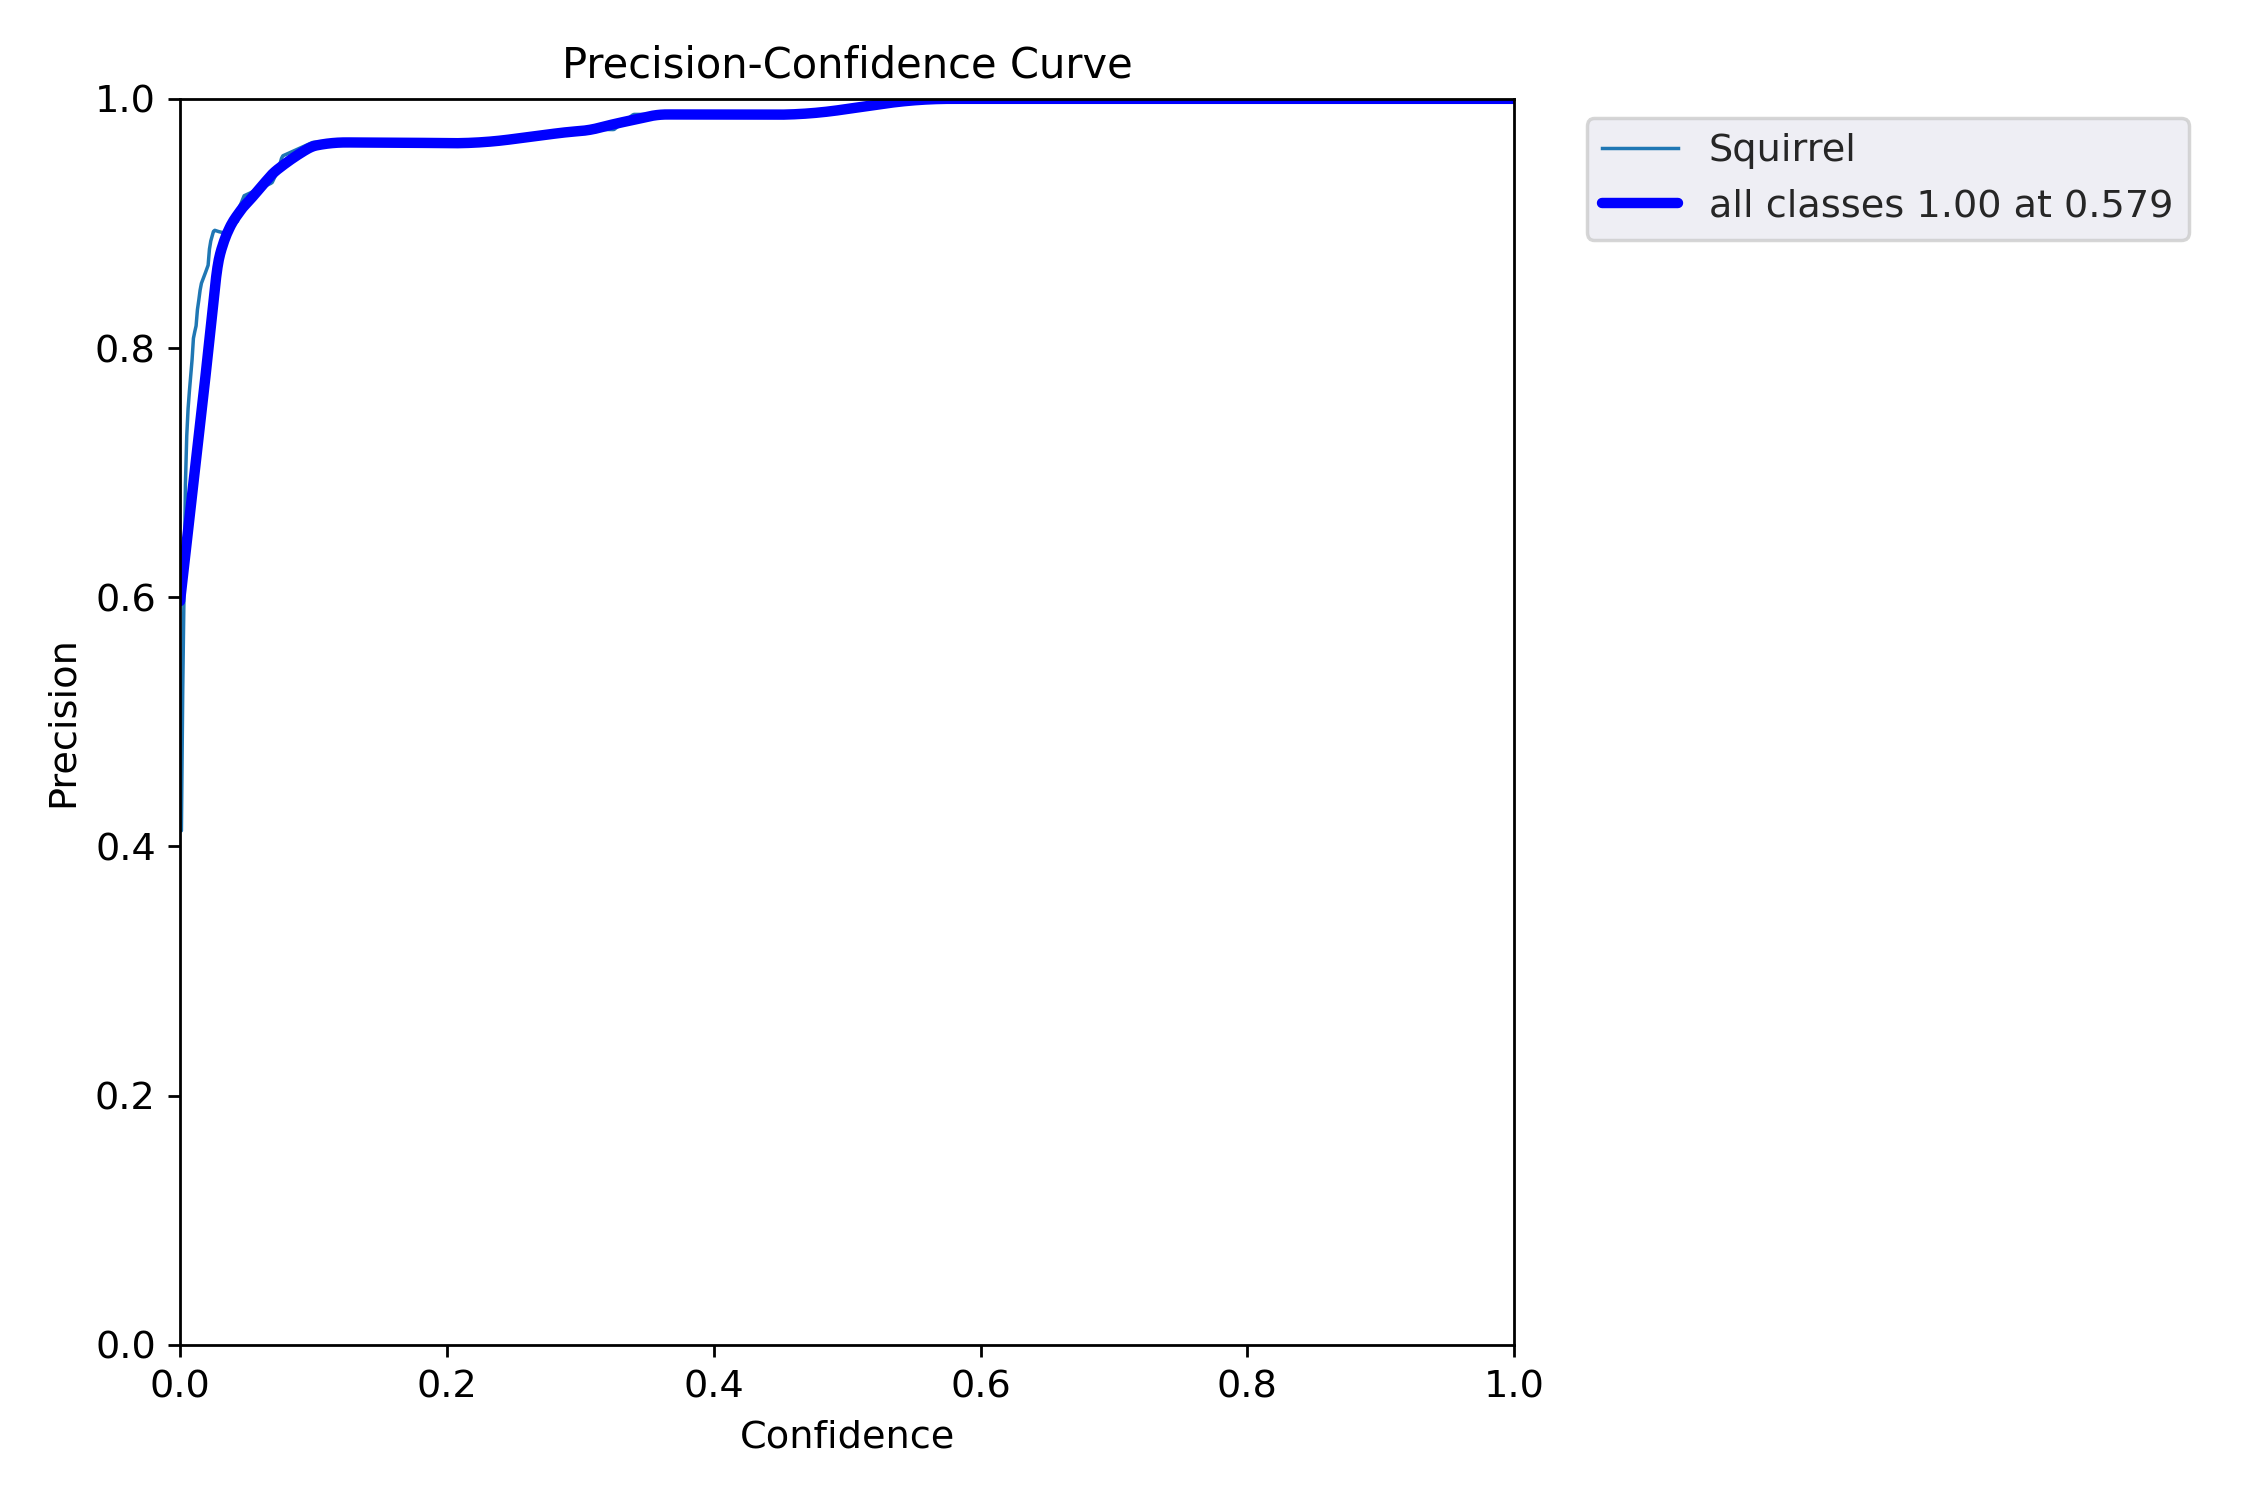 Precision-Confidence Curve
1.0
0.8
0.6
0.4
0.2
0.0
Precision
0.0 0.2 0.4 0.6 0.8 1.0
Confidence
Squirrel
all classes 1.00 at 0.579